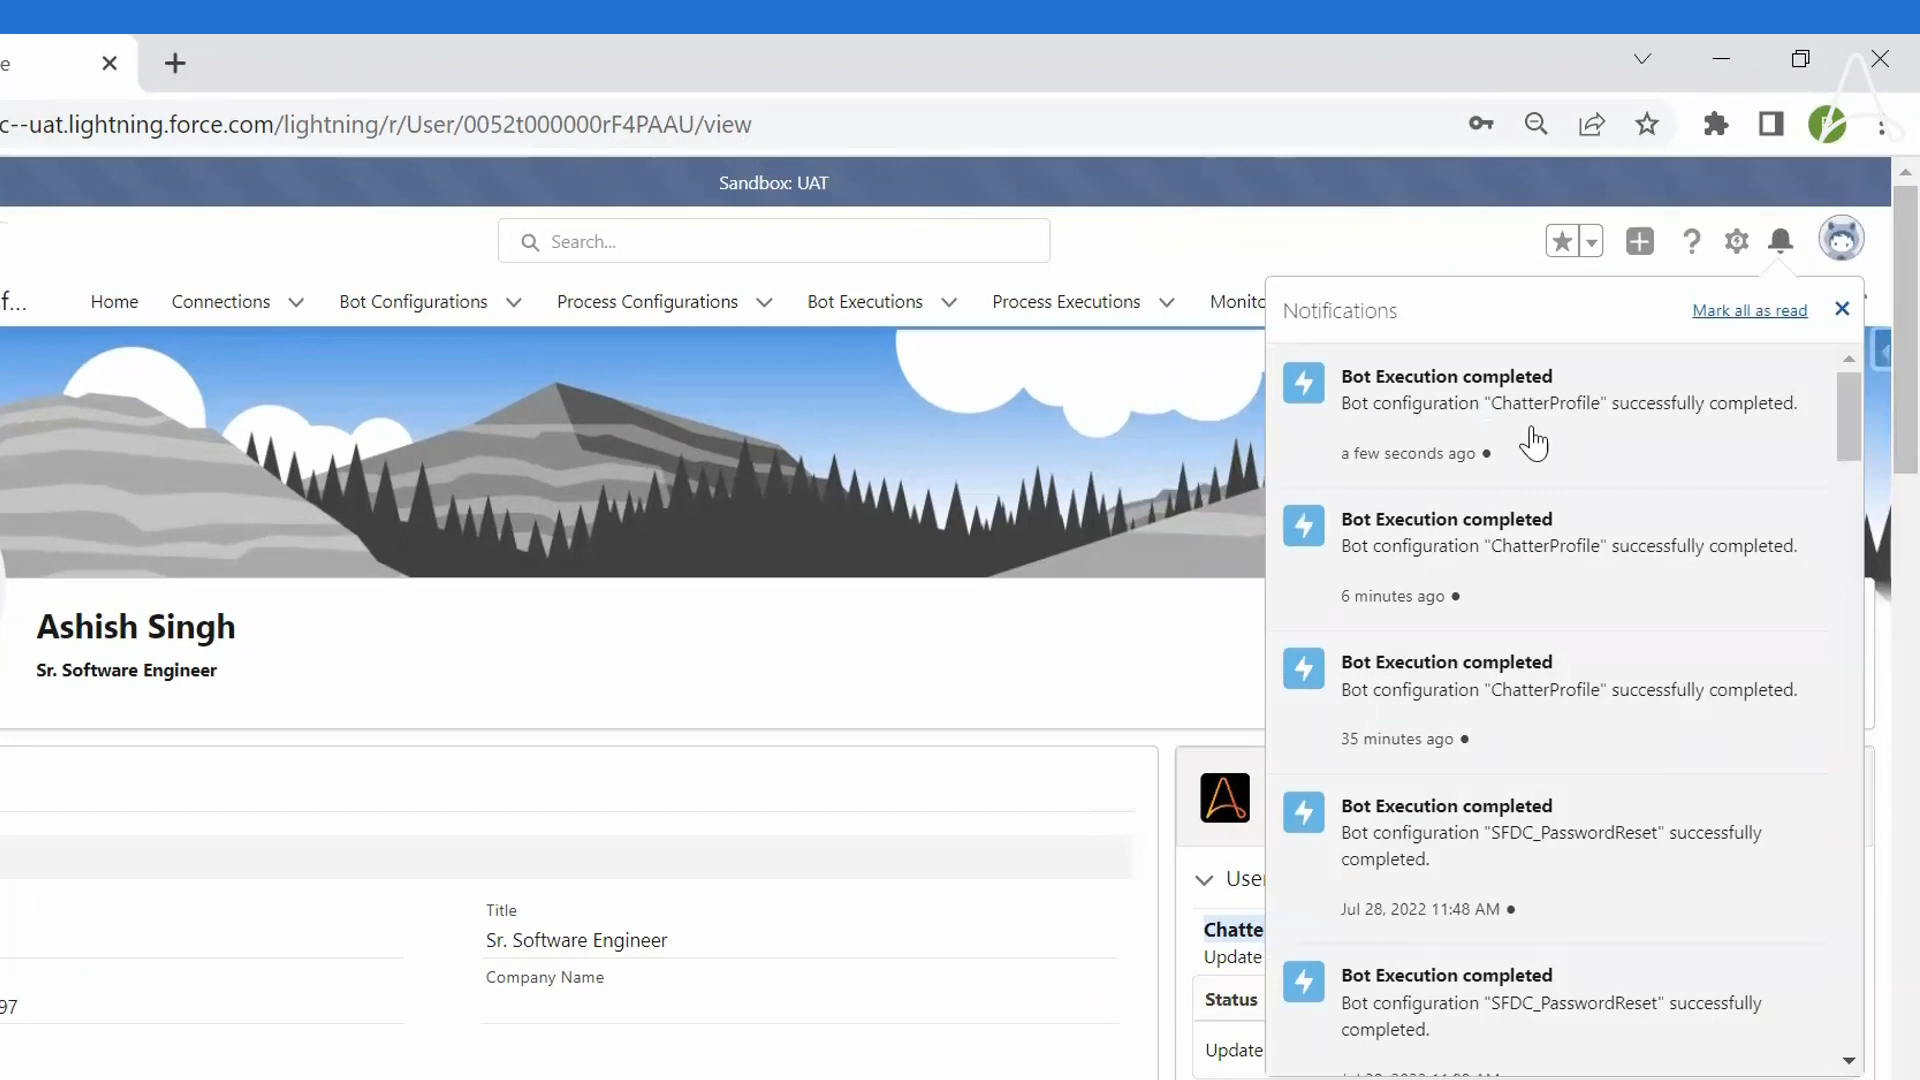 e
c--uat.lightning.force.com/lightning/r/User/0052t000000rF4PAAU/view
Sandbox: UAT
Search...
f...
Home
Connections
Bot Configurations
Process Configurations
Bot Executions
Process Executions
Monito
Notifications
Mark all as read
Bot Execution completed
Bot configuration "ChatterProfile" successfully completed.
a few seconds ago
Bot Execution completed
Bot configuration "ChatterProfile" successfully completed.
6 minutes ago
Bot Execution completed
Bot configuration "ChatterProfile" successfully completed.
35 minutes ago
Bot Execution completed
Bot configuration "SFDC_PasswordReset" successfully
completed.
Jul 28, 2022 11:48 AM
Bot Execution completed
Bot configuration "SFDC_PasswordReset" successfully
completed.
Ashish Singh
Sr. Software Engineer
Title
Sr. Software Engineer
Company Name
97
User
Chatte
Update
Status
Update